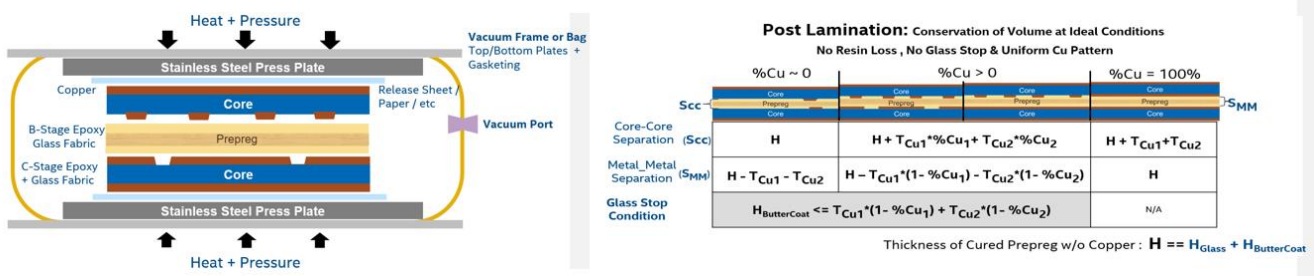 Heat + Pressure
Vacuum Frame or Bag
Top/Bottom Plates +
Gasketing
Stainless Steel Press Plate
Copper
Release Sheet /
Paper / etc
Core
B-Stage Epoxy
Glass Fabric
Prepreg
Vacuum Port
C-Stage Epoxy
+ Glass Fabric
Core
Stainless Steel Press Plate
Heat + Pressure
Post Lamination: Conservation of Volume at Ideal Conditions
No Resin Loss , No Glass Stop & Uniform Cu Pattern
%Cu ~ 0 %Cu > 0 %Cu = 100%
Core Core Core Core
Scc Prepreg Prepreg Prepreg Prepreg SMM
Core Core Core Core
Core-Core
Separation (Scc) H H + TCu1*%Cu1 + TCu2*%Cu2 H + TCu1+TCu2
Metal_Metal
Separation (SMM) H - TCu1 - TCu2 H – TCu1*(1- %Cu1) - TCu2*(1- %Cu2) H
Glass Stop
Condition HButterCoat <= TCu1*(1- %Cu1) + TCu2*(1- %Cu2) N/A
Thickness of Cured Prepreg w/o Copper : H == HGlass + HButterCoat